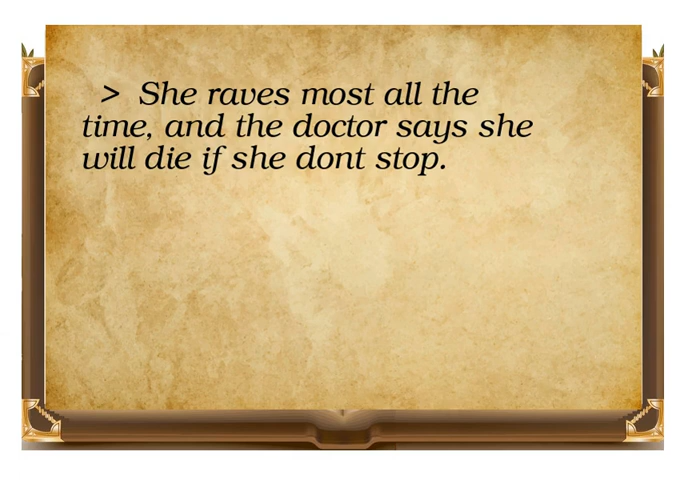 > She raves most all the
time, and the doctor says she
will die if she dont stop.